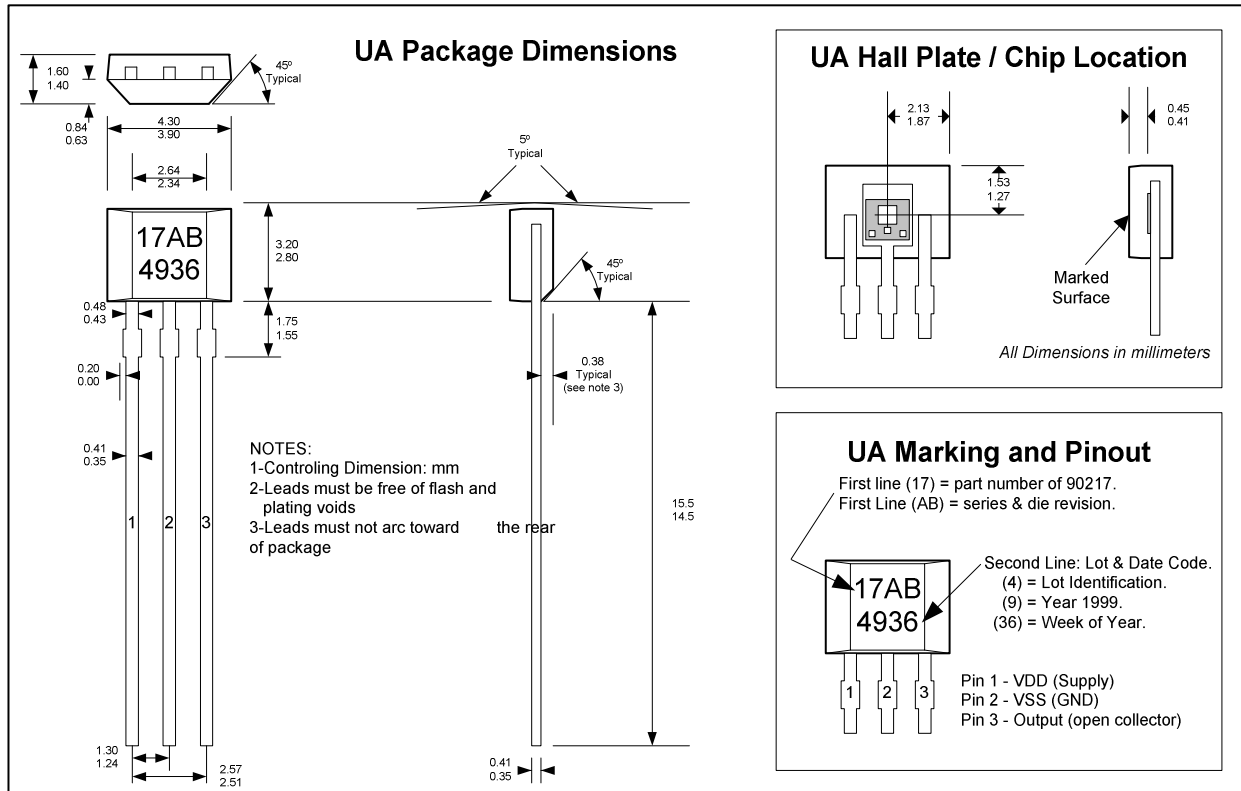 UA Package Dimensions
1.60
1.40
45º
Typical
0.84
0.63
4.30
3.90
2.64
2.34
5º
Typical
17AB
4936
3.20
2.80
45º
Typical
0.48
0.43
1.75
1.55
0.20
0.00
0.38
Typical
(see note 3)
0.41
0.35
NOTES:
1-Controling Dimension: mm
2-Leads must be free of flash and
plating voids
3-Leads must not arc toward the rear
of package
15.5
14.5
1 2 3
1.30
1.24
2.57
2.51
0.41
0.35
UA Hall Plate / Chip Location
2.13
1.87
0.45
0.41
1.53
1.27
Marked
Surface
All Dimensions in millimeters
UA Marking and Pinout
First line (17) = part number of 90217.
First Line (AB) = series & die revision.
Second Line: Lot & Date Code.
(4) = Lot Identification.
(9) = Year 1999.
(36) = Week of Year.
17AB
4936
1 2 3
Pin 1 - VDD (Supply)
Pin 2 - VSS (GND)
Pin 3 - Output (open collector)